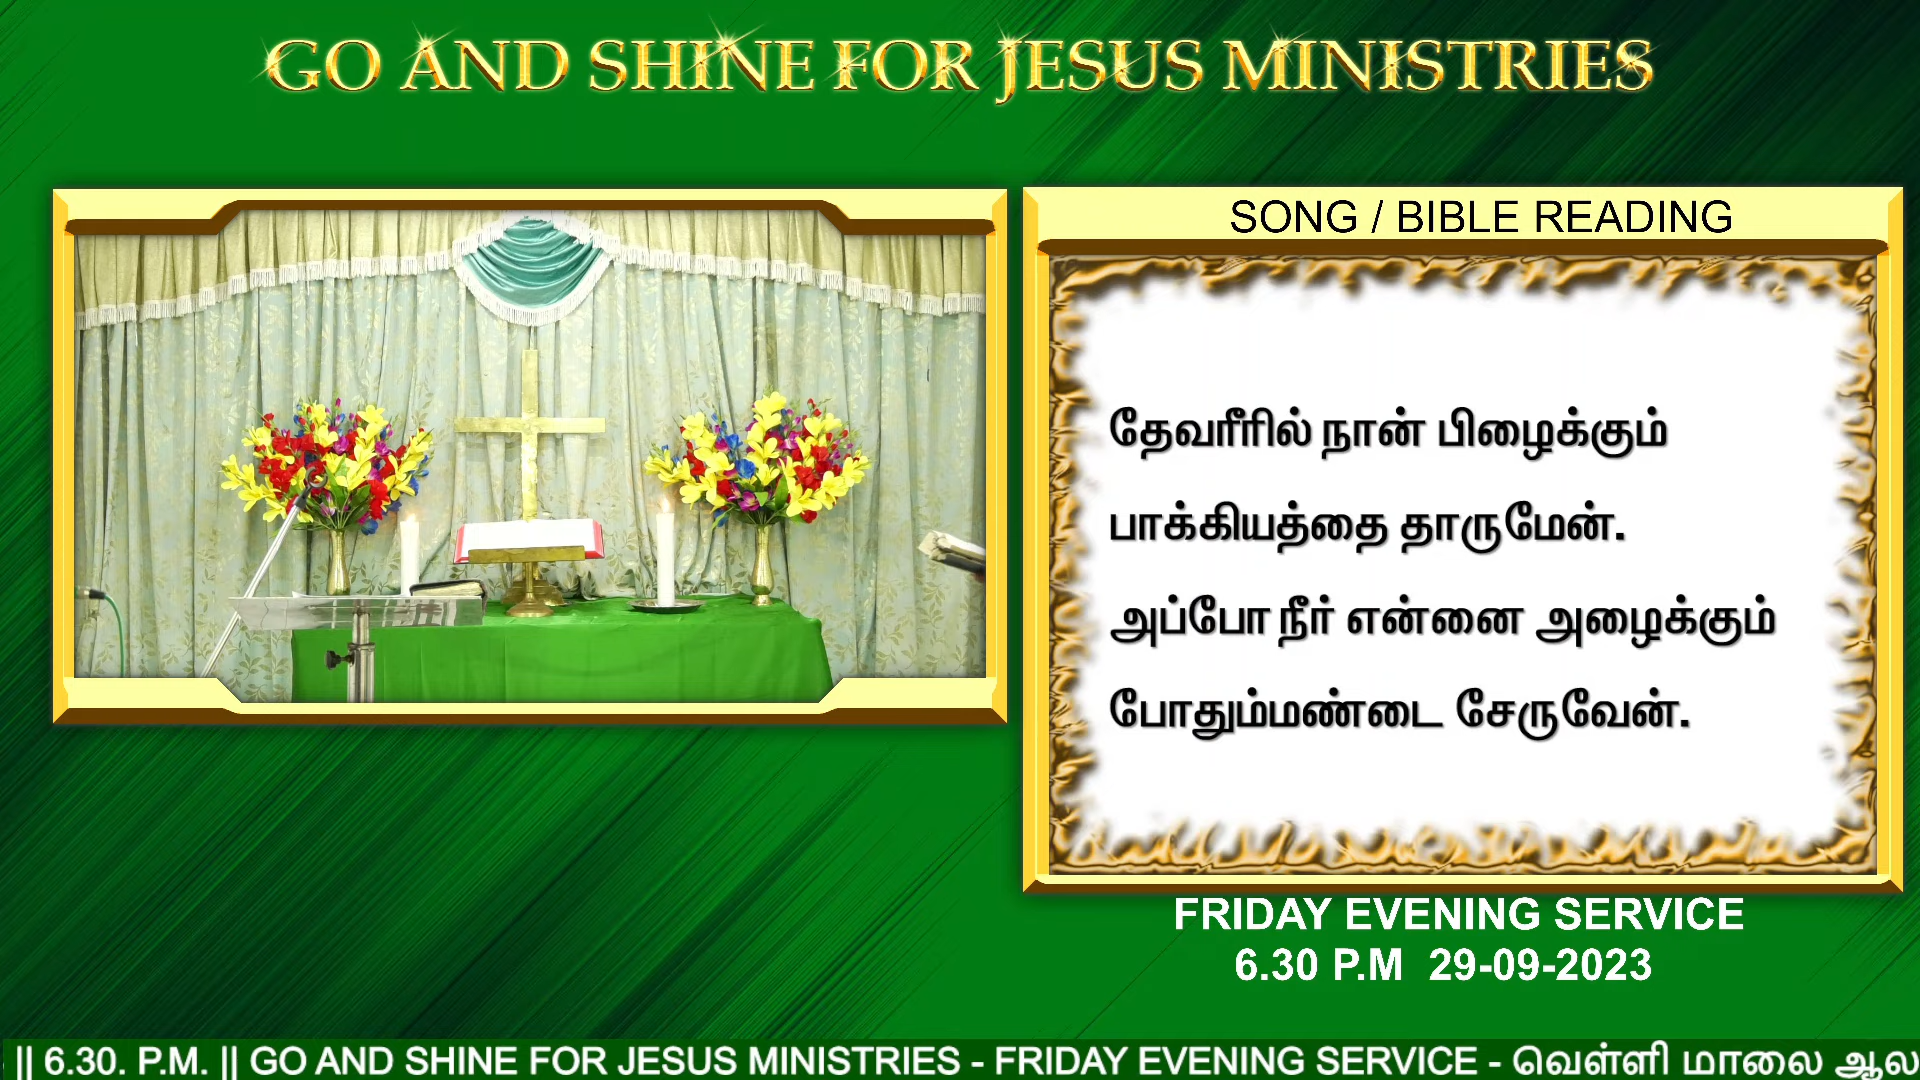 GO AND SHINE FOR JESUS MINISTRIES
SONG / BIBLE READING
தேவரீரில் நான் பிழைக்கும்
பாக்கியத்தை தாருமேன்.
அப்போ நீர் என்னை அழைக்கும்
போதும்மண்டை சேருவேன்.
FRIDAY EVENING SERVICE
6.30 P.M 29-09-2023
|| 6.30. P.M. || GO AND SHINE FOR JESUS MINISTRIES - FRIDAY EVENING SERVICE - வெள்ளி மாலை